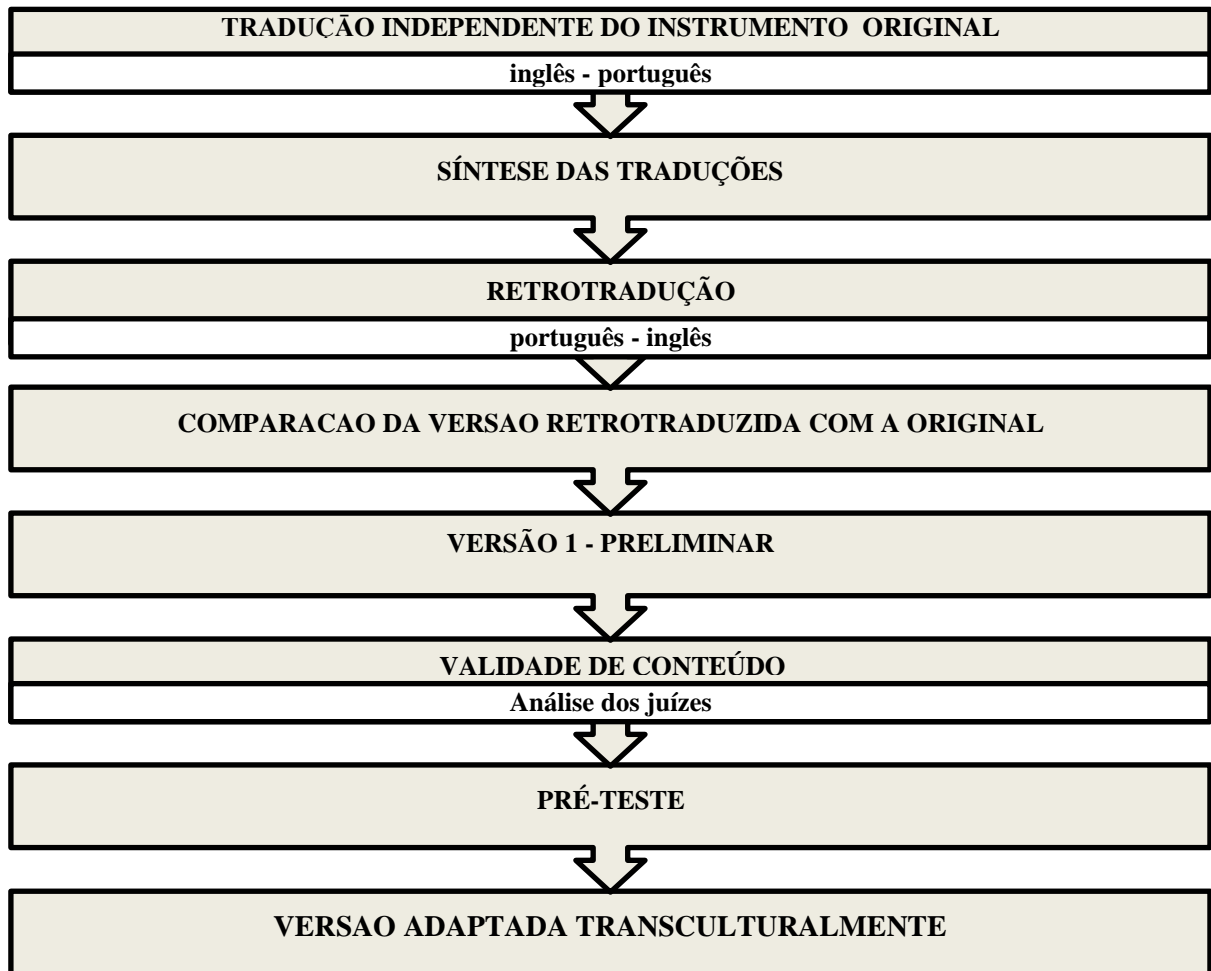 TRADUÇÃO INDEPENDENTE DO INSTRUMENTO ORIGINAL
inglês - português
SÍNTESE DAS TRADUÇÕES
RETROTRADUÇÃO
português - inglês
COMPARACAO DA VERSAO RETROTRADUZIDA COM A ORIGINAL
VERSÃO 1 - PRELIMINAR
VALIDADE DE CONTEÚDO
Análise dos juízes
PRÉ-TESTE
VERSAO ADAPTADA TRANSCULTURALMENTE